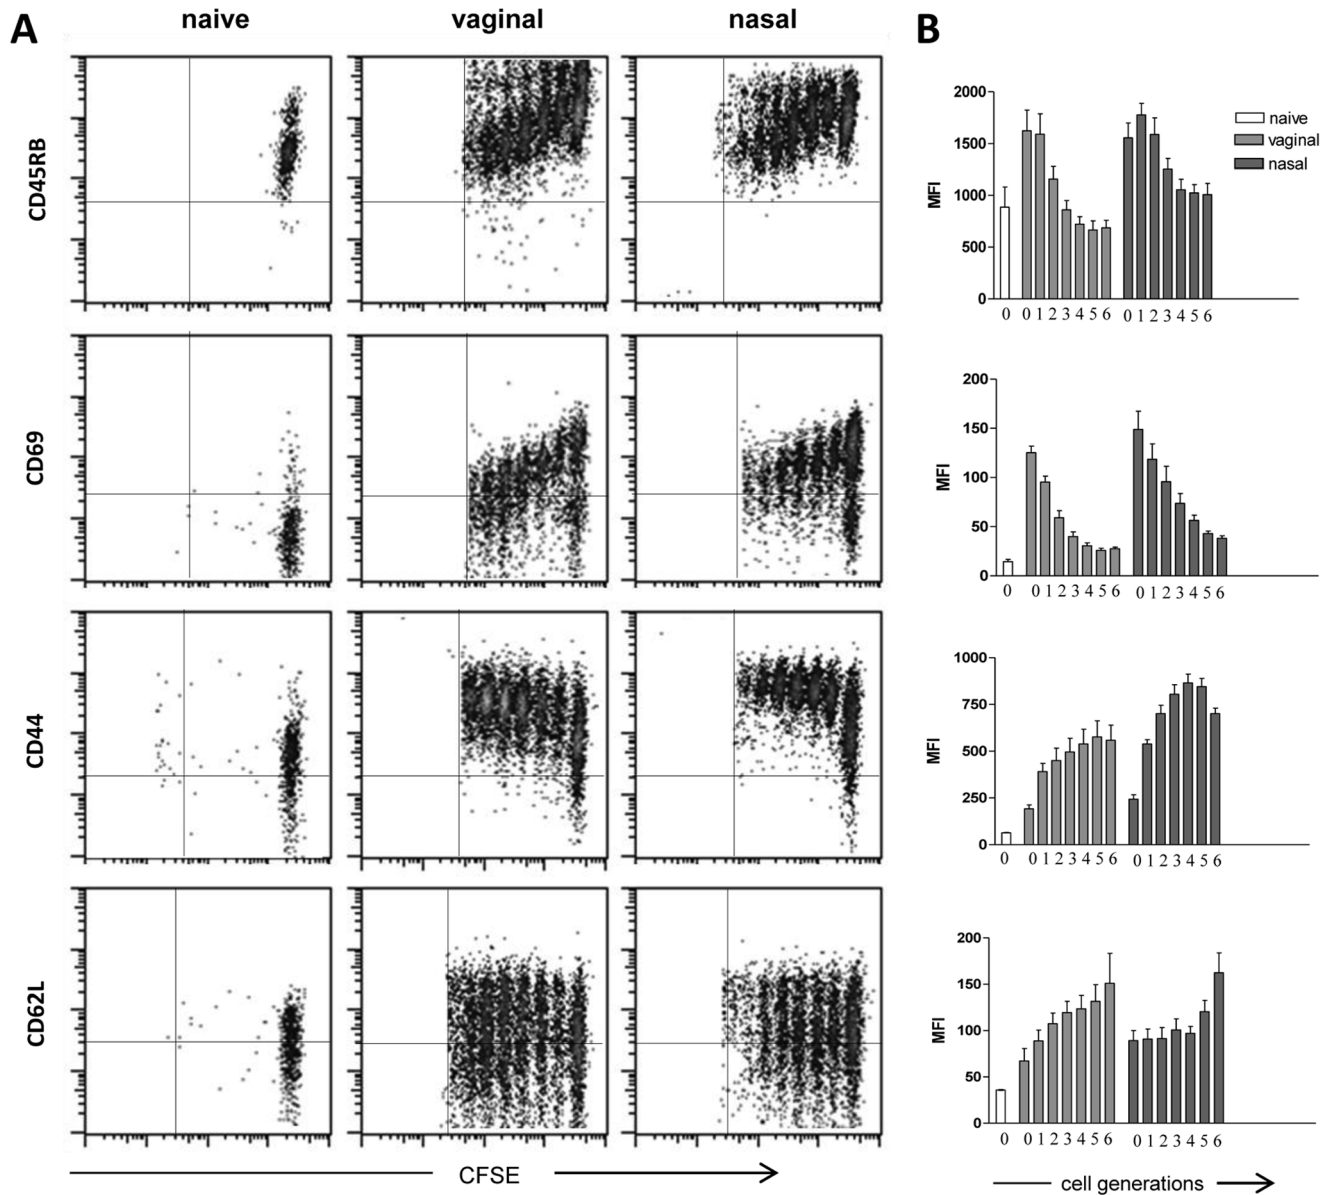 A
naive
vaginal
nasal
B
CD45RB
CD69
CD44
CD62L
CFSE
2000
1500
1000
500
0
MFI
naive
vaginal
nasal
0 0 1 2 3 4 5 6 0 1 2 3 4 5 6
200
150
100
50
0
MFI
0 0 1 2 3 4 5 6 0 1 2 3 4 5 6
1000
750
500
250
0
MFI
0 0 1 2 3 4 5 6 0 1 2 3 4 5 6
200
150
100
50
0
MFI
0 0 1 2 3 4 5 6 0 1 2 3 4 5 6
cell generations